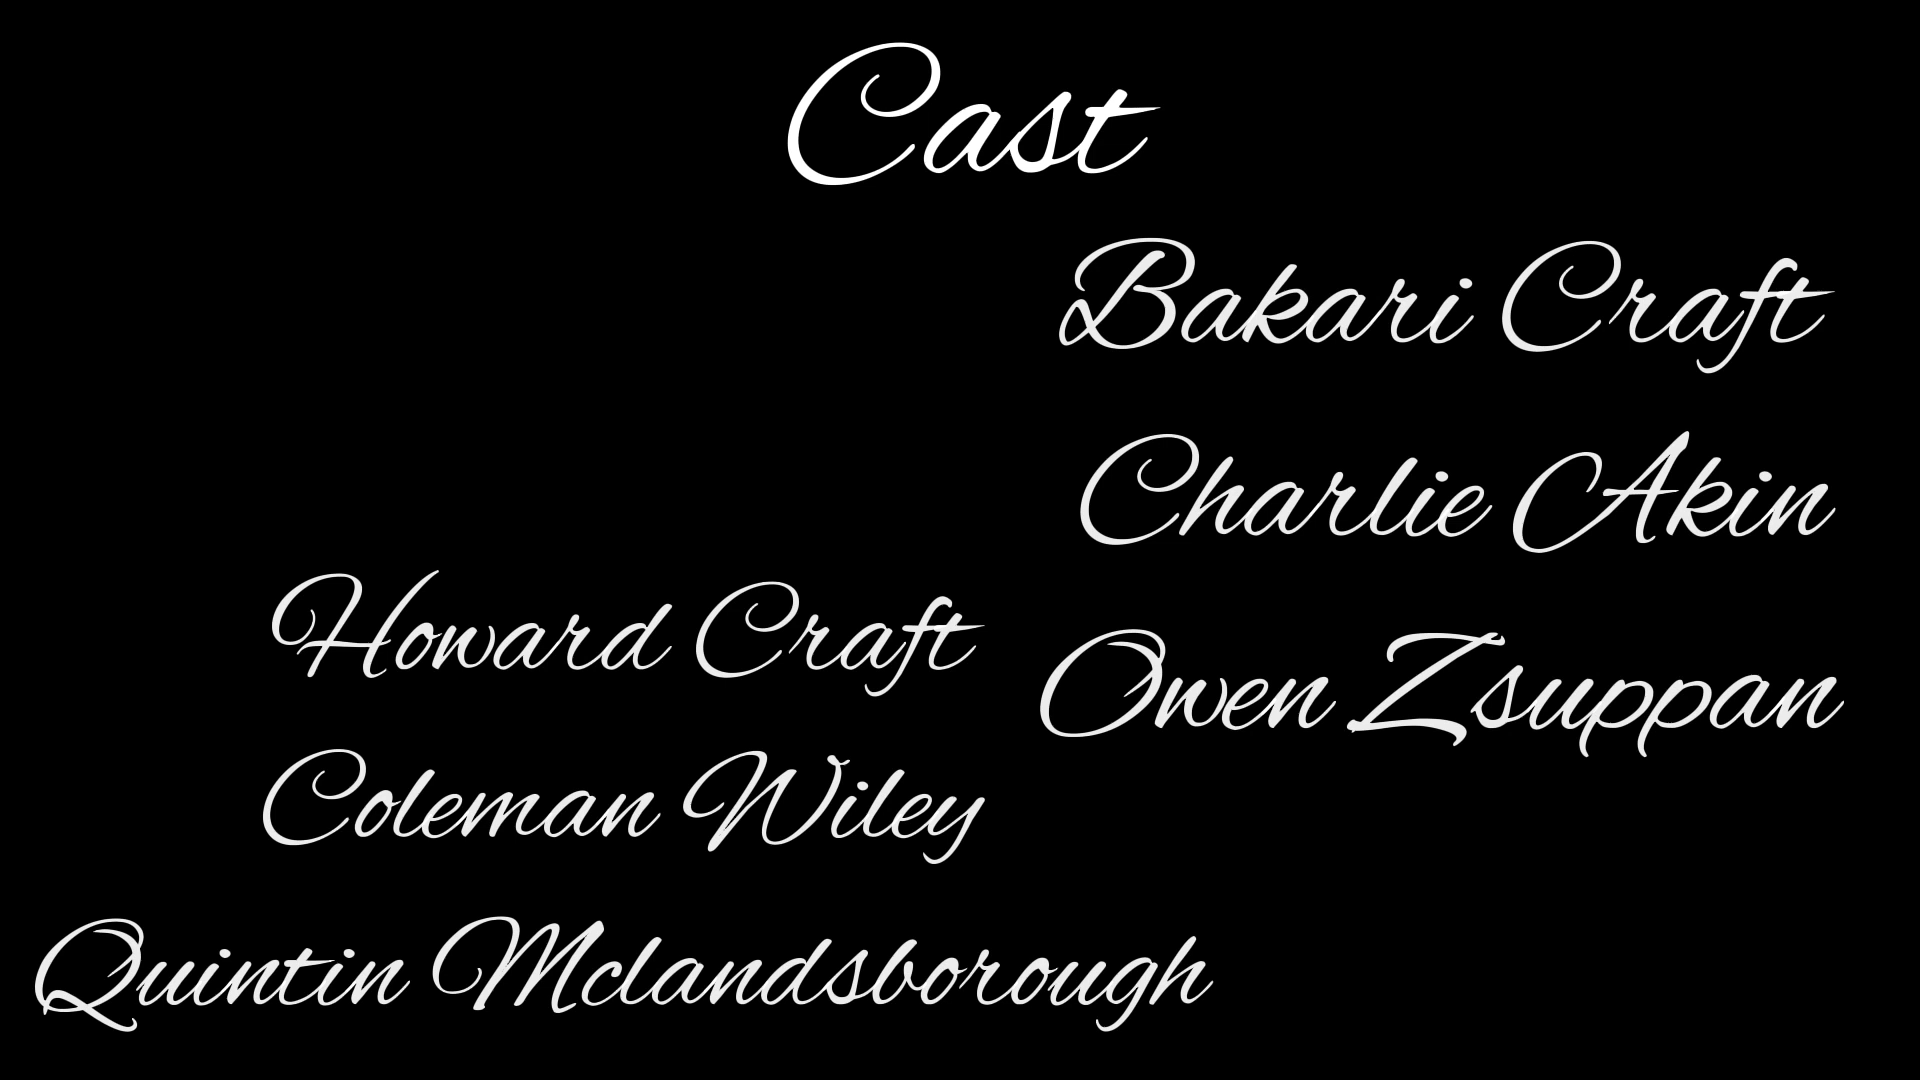 Cast
Bakari Craft
Charlie Akin
Howard Craft
Owen Zsuppan
Coleman Wiley
Quintin Mclandsborough